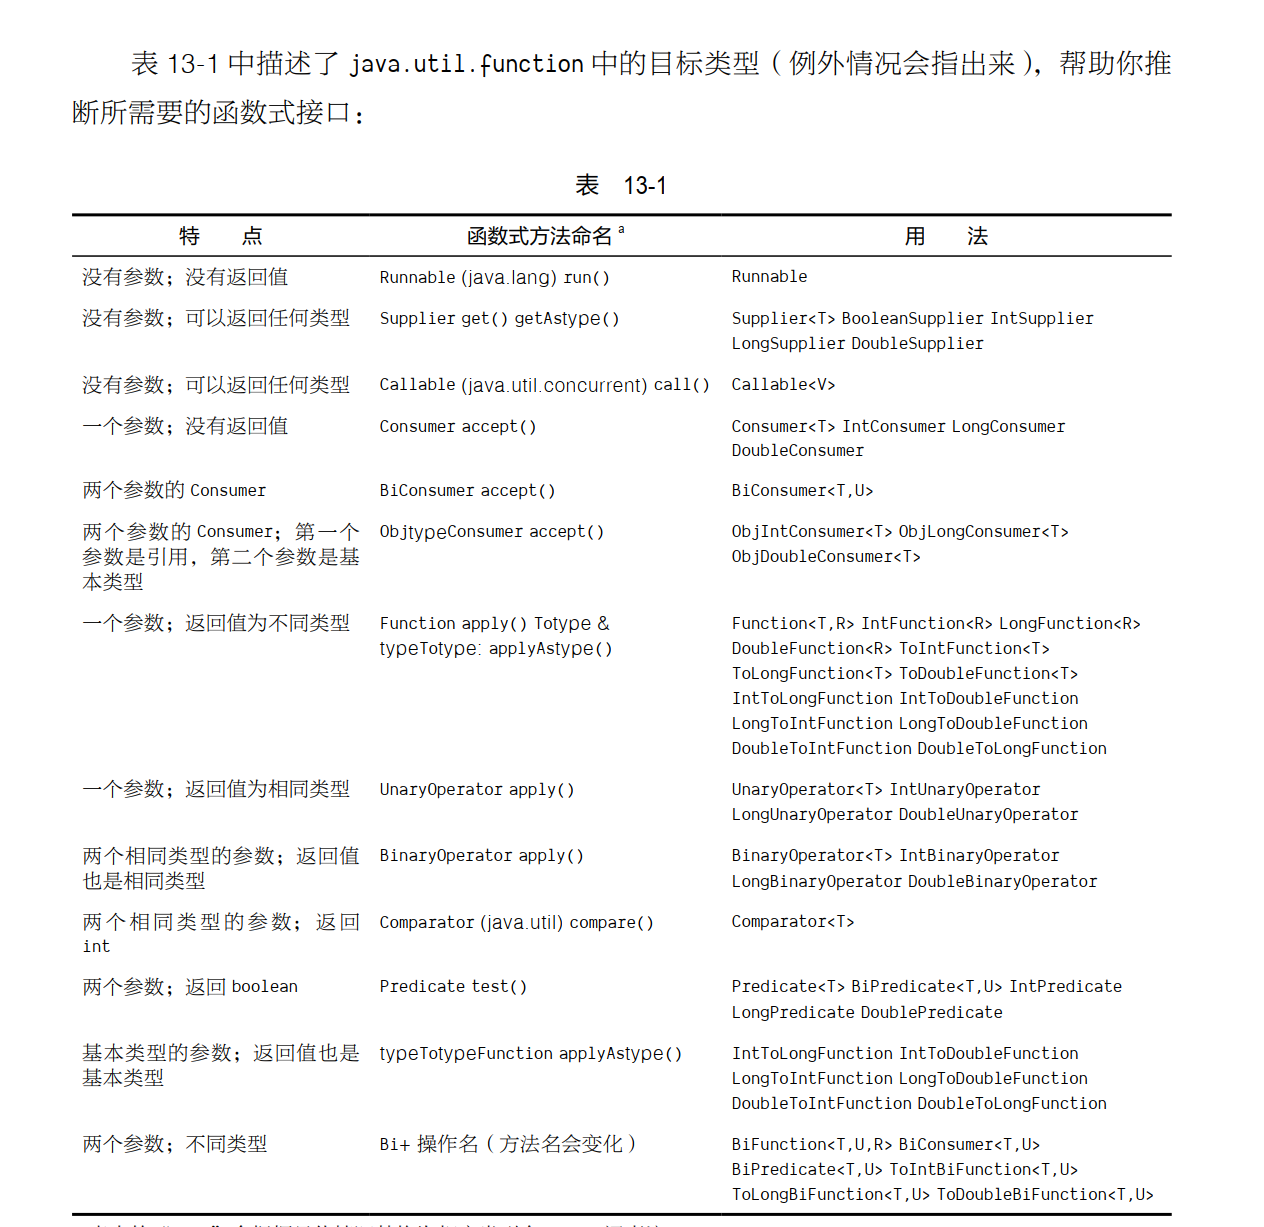 表 13-1 中描述了 java.util.function 中的目标类型（例外情况会指出来），帮助你推
断所需要的函数式接口：
表 13-1
特 点 函数式方法命名 a 用 法
没有参数；没有返回值 Runnable (java.lang) run() Runnable
没有参数；可以返回任何类型 Supplier get() getAstype() Supplier<T> BooleanSupplier IntSupplier
LongSupplier DoubleSupplier
没有参数；可以返回任何类型 Callable (java.util.concurrent) call() Callable<V>
一个参数；没有返回值 Consumer accept() Consumer<T> IntConsumer LongConsumer
DoubleConsumer
两个参数的 Consumer BiConsumer accept() BiConsumer<T,U>
两个参数的 Consumer；第一个 ObjtypeConsumer accept() ObjIntConsumer<T> ObjLongConsumer<T>
参数是引用，第二个参数是基 ObjDoubleConsumer<T>
本类型
一个参数；返回值为不同类型 Function apply() Totype & Function<T,R> IntFunction<R> LongFunction<R>
typeTotype: applyAstype() DoubleFunction<R> ToIntFunction<T>
ToLongFunction<T> ToDoubleFunction<T>
IntToLongFunction IntToDoubleFunction
LongToIntFunction LongToDoubleFunction
DoubleToIntFunction DoubleToLongFunction
一个参数；返回值为相同类型 UnaryOperator apply() UnaryOperator<T> IntUnaryOperator
LongUnaryOperator DoubleUnaryOperator
两个相同类型的参数；返回值 BinaryOperator apply() BinaryOperator<T> IntBinaryOperator
也是相同类型 LongBinaryOperator DoubleBinaryOperator
两个相同类型的参数；返回 Comparator (java.util) compare() Comparator<T>
int
两个参数；返回 boolean Predicate test() Predicate<T> BiPredicate<T,U> IntPredicate
LongPredicate DoublePredicate
基本类型的参数；返回值也是 typeTotypeFunction applyAstype() IntToLongFunction IntToDoubleFunction
基本类型 LongToIntFunction LongToDoubleFunction
DoubleToIntFunction DoubleToLongFunction
两个参数；不同类型 Bi+ 操作名（方法名会变化） BiFunction<T,U,R> BiConsumer<T,U>
BiPredicate<T,U> ToIntBiFunction<T,U>
ToLongBiFunction<T,U> ToDoubleBiFunction<T,U>